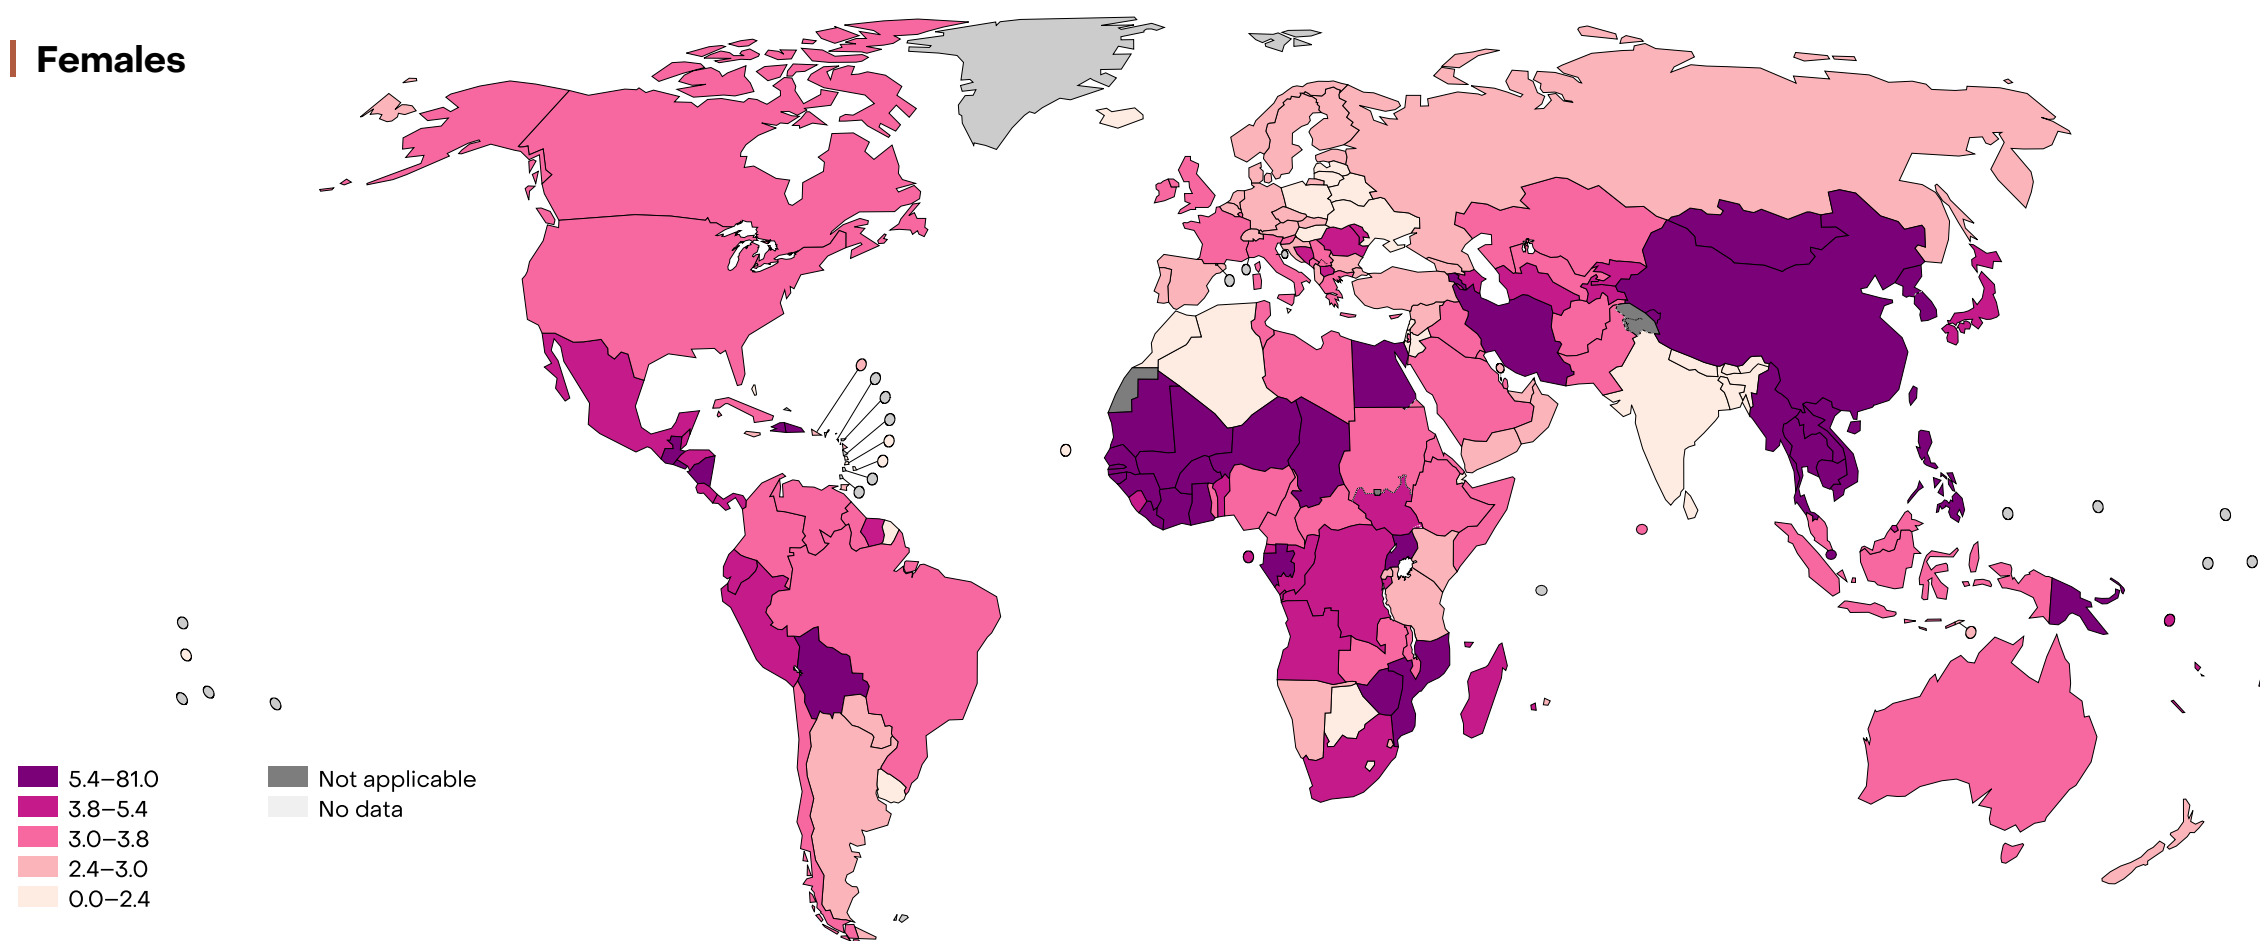 Females
5.4–81.0
3.8–5.4
3.0–3.8
2.4–3.0
0.0–2.4
Not applicable
No data